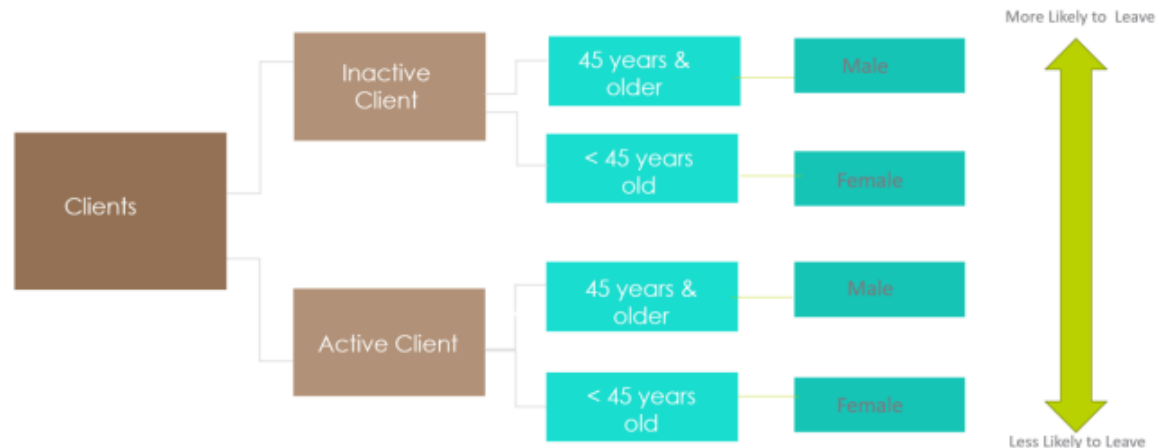 More Likely to Leave
Inactive
Client
45 years &
older
Male
< 45 years
old
Female
Clients
Active Client
45 years &
older
Male
< 45 years
old
Female
Less Likely to Leave